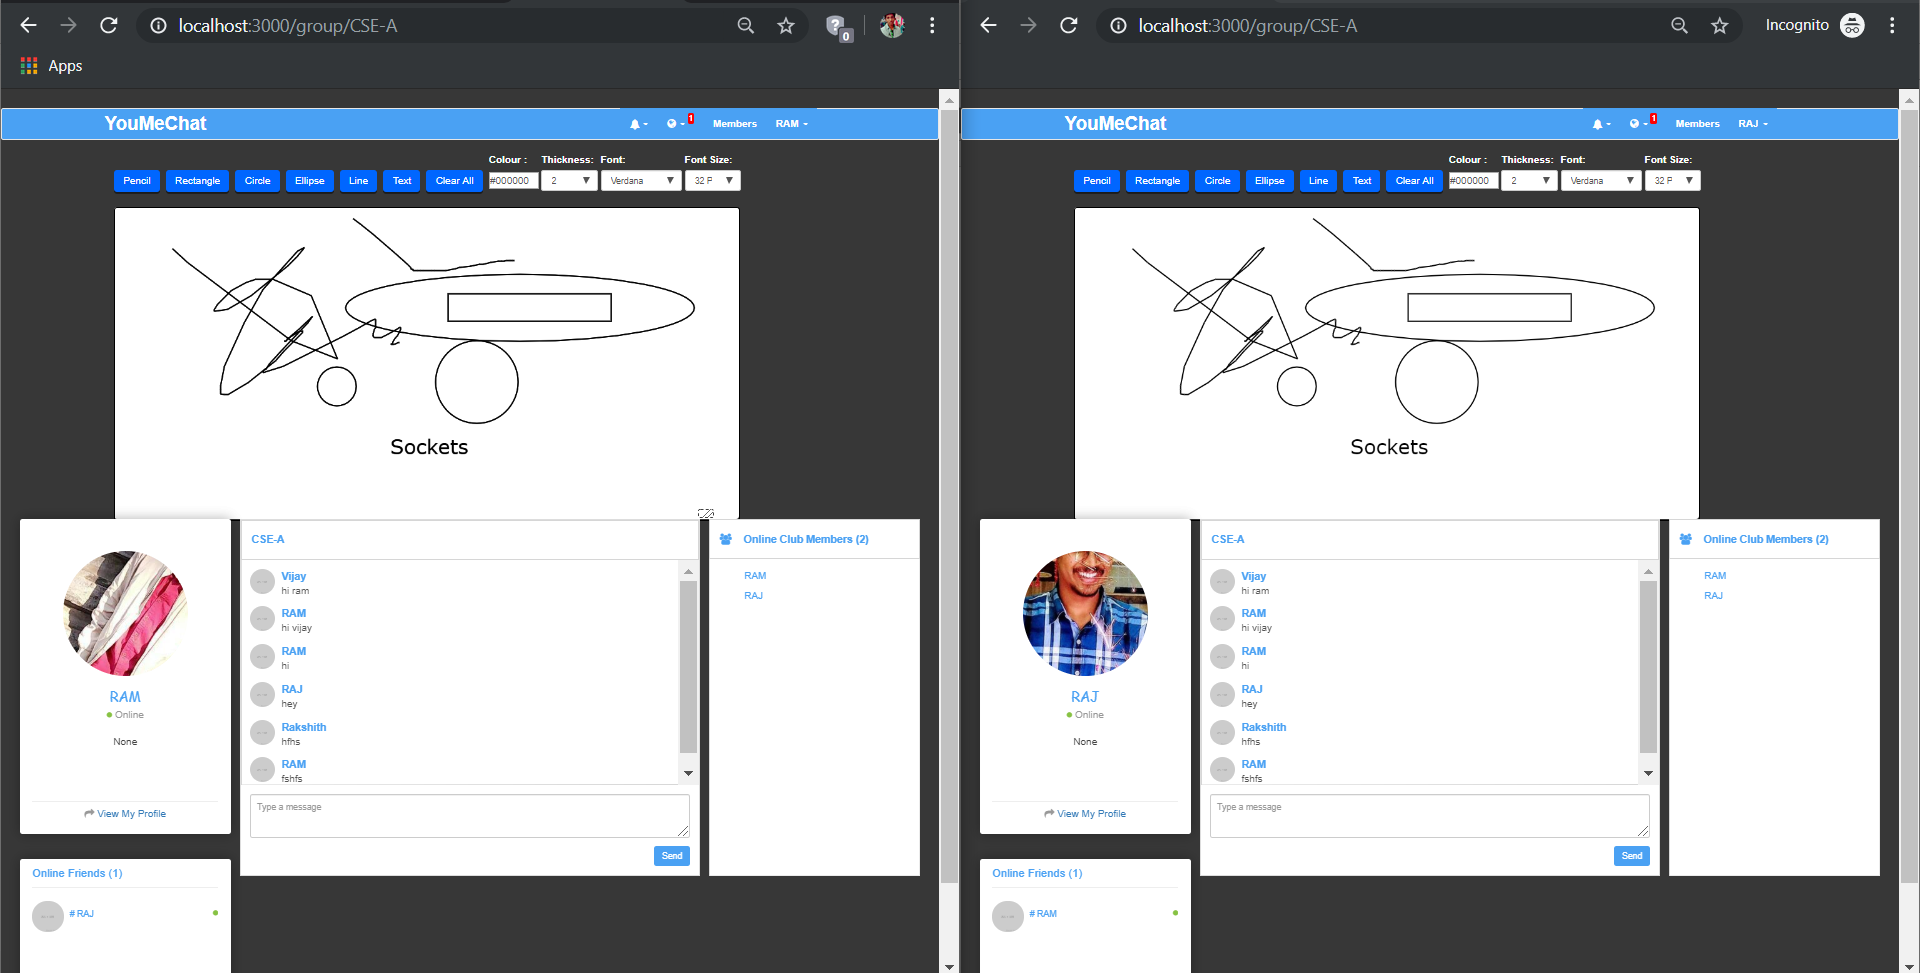 localhost:3000/group/CSE-A
0
Apps
YouMeChat
1
Members
RAM
Colour :
Thickness:
Font:
Font Size:
Pencil
Rectangle
Circle
Ellipse
Line
Text
Clear All
#000000
2
Verdana
32 P
Sockets
RAM
Online
None
View My Profile
Online Friends (1)
# RAJ
CSE-A
Vijay
hi ram
RAM
hi vijay
RAM
hi
RAJ
hey
Rakshith
hfhs
RAM
fshfs
Type a message
Send
Online Club Members (2)
RAM
RAJ
localhost:3000/group/CSE-A
Incognito
YouMeChat
1
Members
RAJ
Colour :
Thickness:
Font:
Font Size:
Pencil
Rectangle
Circle
Ellipse
Line
Text
Clear All
#000000
2
Verdana
32 P
Sockets
RAJ
Online
None
View My Profile
Online Friends (1)
# RAM
CSE-A
Vijay
hi ram
RAM
hi vijay
RAM
hi
RAJ
hey
Rakshith
hfhs
RAM
fshfs
Type a message
Send
Online Club Members (2)
RAM
RAJ